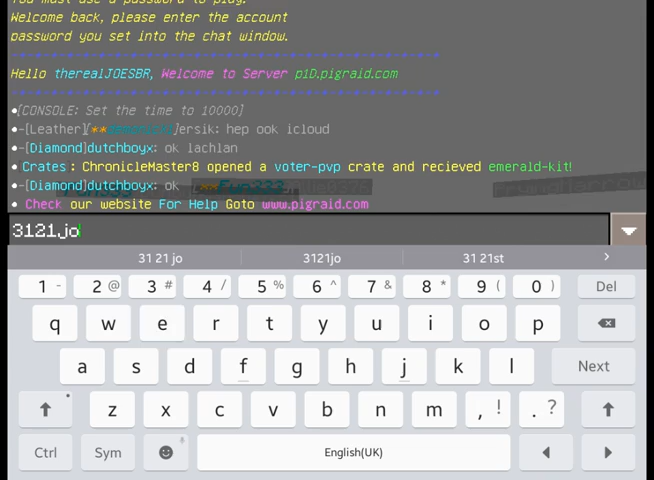 must use a password to play.
Welcome back, please enter the account
password you set into the chat window.
Hello therealJOESBR, Welcome to Server p1D.pigraid.com
[CONSOLE: Set the time to 10000]
-[Leather][** ]ersik: hep ook icloud
-[Diamond]dutchboyx: ok lachlan
Crates: ChronicleMaster8 opened a voter-pvp crate and recieved emerald-kit!
-[Diamond]dutchboyx: ok
Check our website For Help Goto www.pigraid.com
3121.jo
31 21 jo 3121jo 31 21st >
1 - 2 @ 3 # 4 / 5 % 6 ^ 7 & 8 * 9 ( 0 ) Del
q w e r t y u i o p
a s d f g h j k l Next
z x c v b n m , ! . ?
Ctrl Sym English(UK)